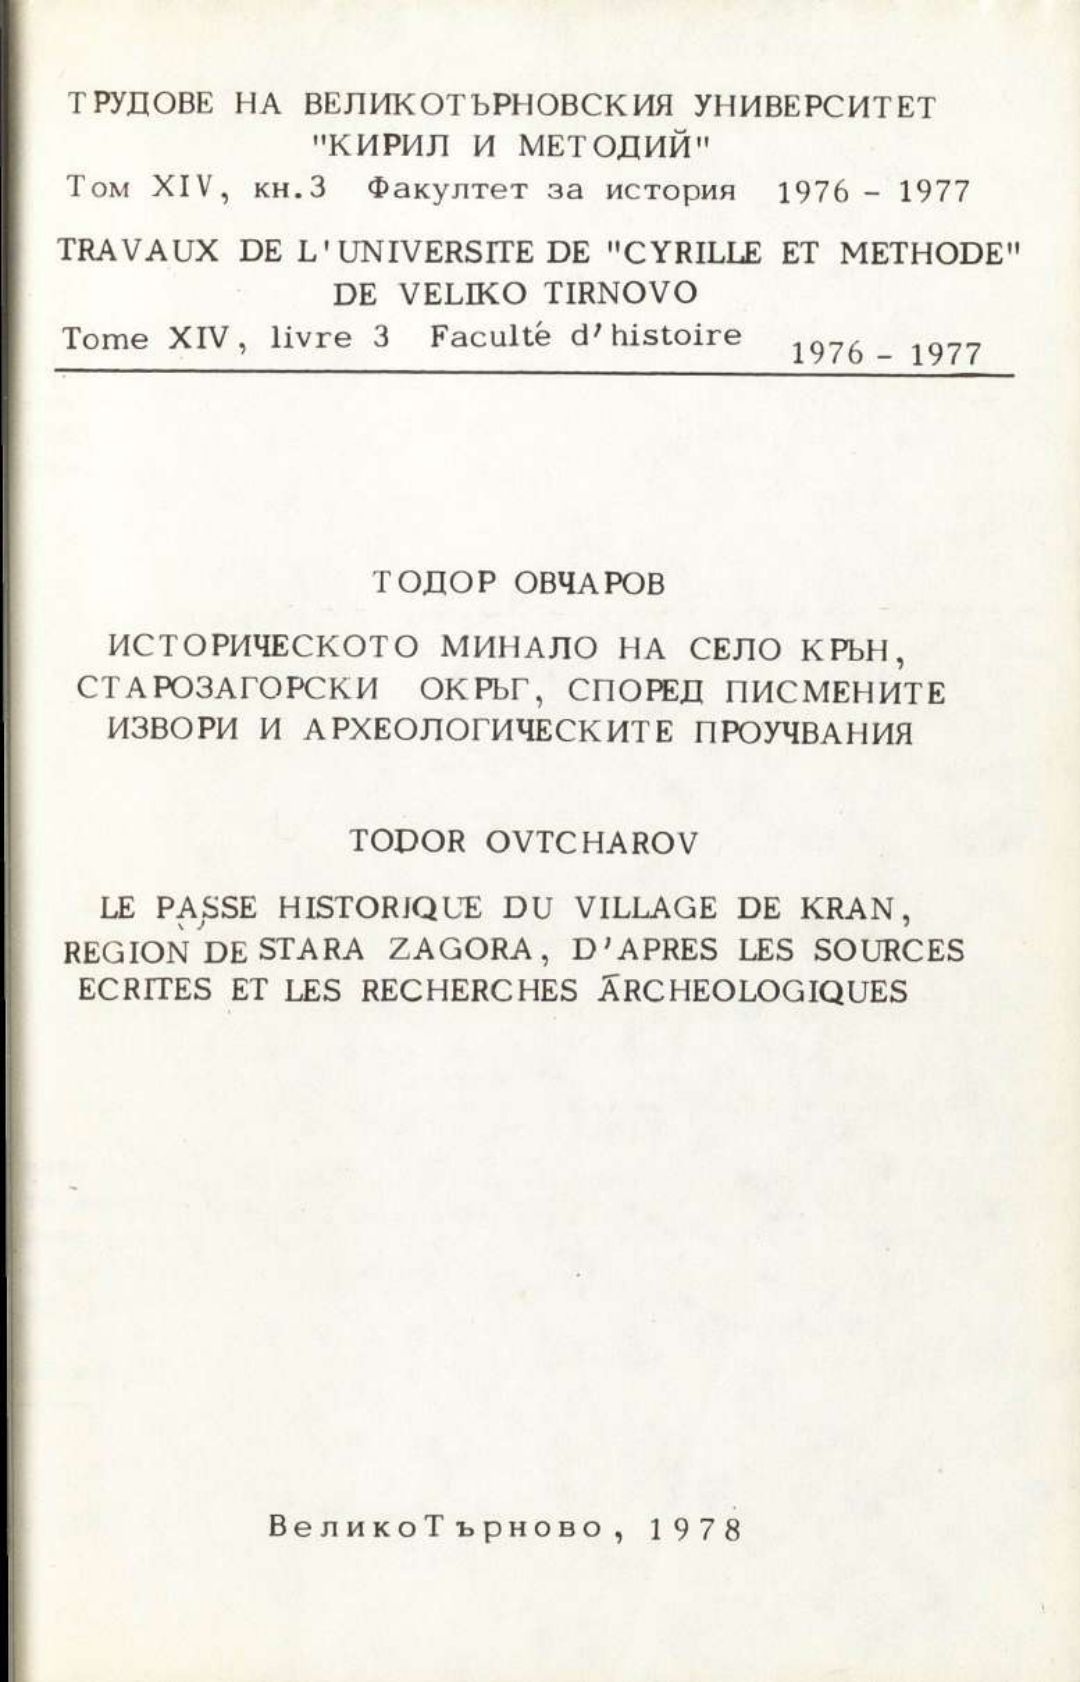 ТРУДОВЕ НА ВЕЛИКОТЪРНОВСКИЯ УНИВЕРСИТЕТ
"КИРИЛ И МЕТОДИЙ"
Том XIV, кн.3 Факултет за история 1976 - 1977
TRAVAUX DE L'UNIVERSITE DE "CYRILLE ET METHODE"
DE VELIKO TIRNOVO
Tome XIV, livre 3 Faculté d'histoire 1976 - 1977
ТОДОР ОВЧАРОВ
ИСТОРИЧЕСКОТО МИНАЛО НА СЕЛО КРЪН,
СТАРОЗАГОРСКИ ОКРЪГ, СПОРЕД ПИСМЕНИТЕ
ИЗВОРИ И АРХЕОЛОГИЧЕСКИТЕ ПРОУЧВАНИЯ
TODOR OVTCHAROV
LE PASSE HISTORIQUE DU VILLAGE DE KRAN,
REGION DE STARA ZAGORA, D'APRES LES SOURCES
ECRITES ET LES RECHERCHES ARCHEOLOGIQUES
ВеликоТърново, 1978